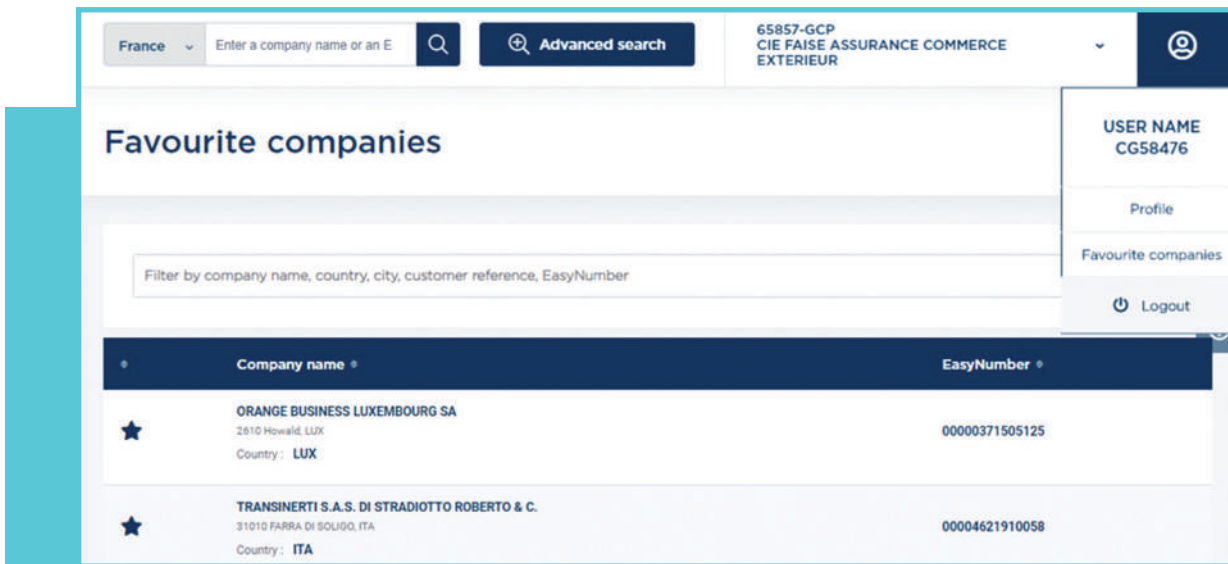 France
Enter a company name or an E
Advanced search
65857-GCP
CIE FAISE ASSURANCE COMMERCE
EXTERIEUR
USER NAME
CG58476
Profile
Favourite companies
Logout
Favourite companies
Filter by company name, country, city, customer reference, EasyNumber
Company name EasyNumber
ORANGE BUSINESS LUXEMBOURG SA
2610 Howald, LUX
Country : LUX
00000371505125
TRANSINERTI S.A.S. DI STRADIOTTO ROBERTO & C.
31010 FARRA DI SOLIGO, ITA
Country : ITA
00004621910058